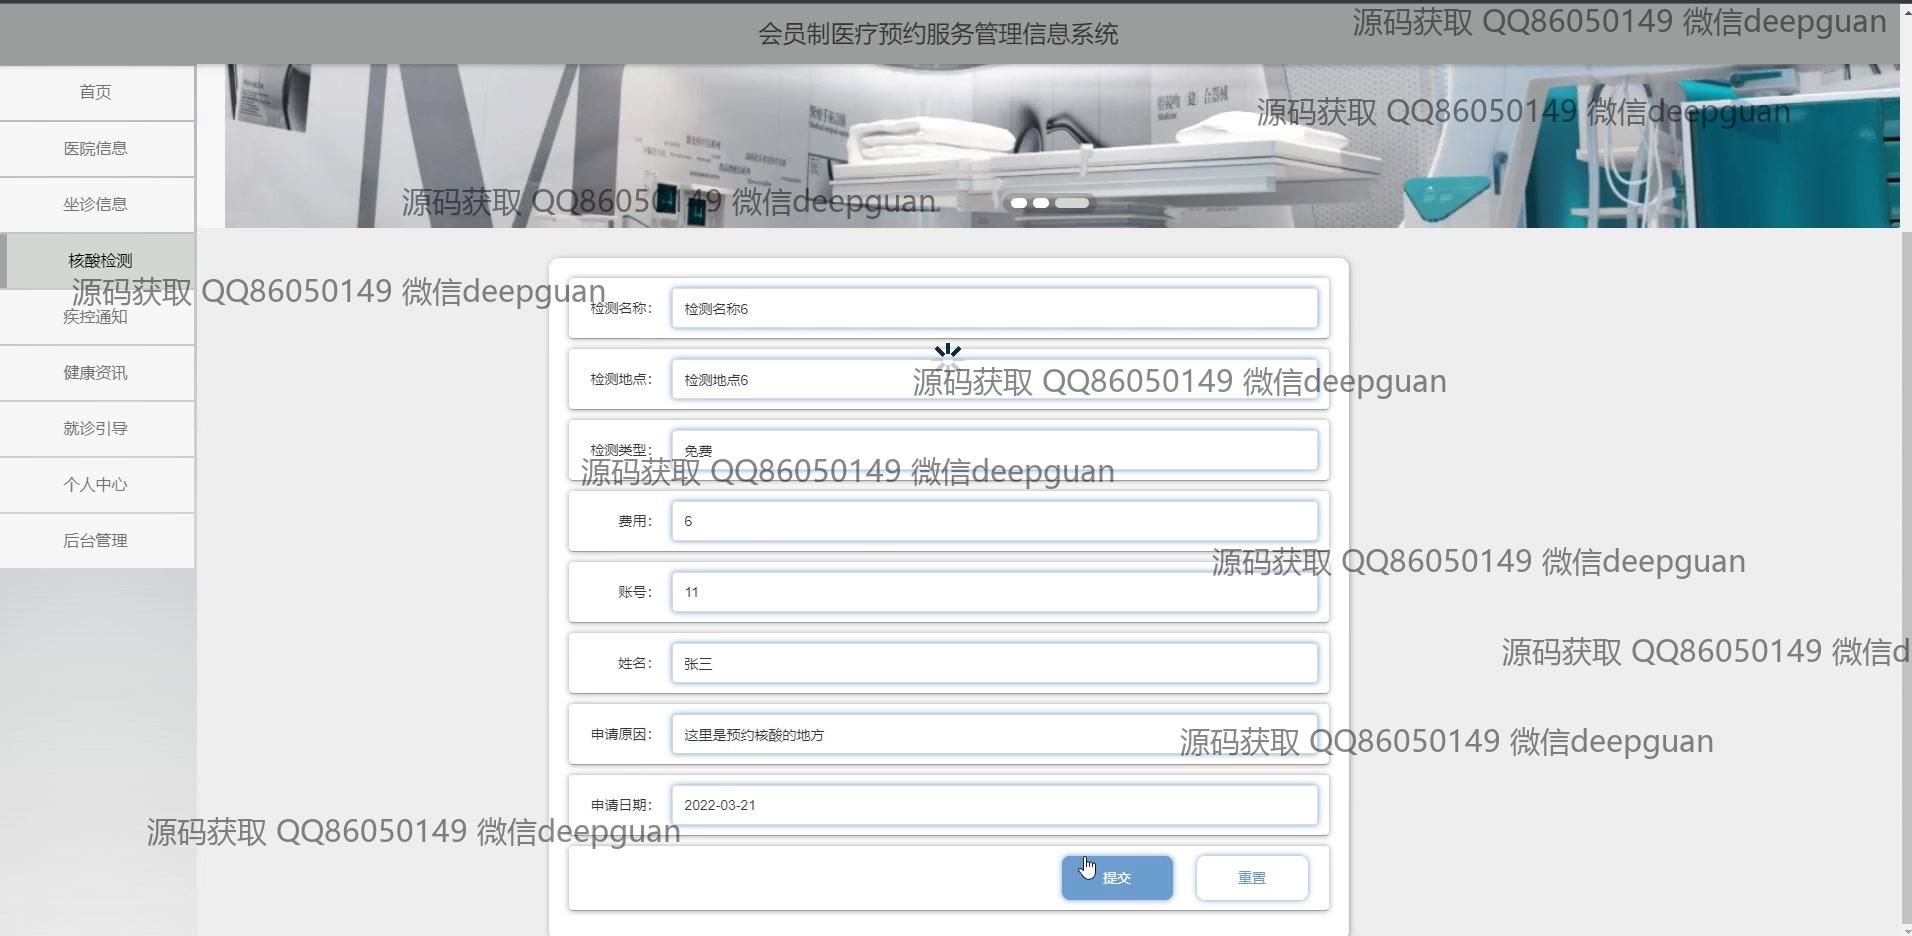 会员制医疗预约服务管理信息系统
源码获取 QQ86050149 微信deepguan
首页
医院信息
坐诊信息
核酸检测
疾控通知
健康资讯
就诊引导
个人中心
后台管理
源码获取 QQ86050149 微信deepguan
源码获取 QQ86050149 微信deepguan
源码获取 QQ86050149 微信deepguan
检测名称： 检测名称6
检测地点： 检测地点6
源码获取 QQ86050149 微信deepguan
检测类型： 免费
源码获取 QQ86050149 微信deepguan
费用： 6
源码获取 QQ86050149 微信deepguan
账号： 11
姓名： 张三
源码获取 QQ86050149 微信d
申请原因： 这里是预约核酸的地方
源码获取 QQ86050149 微信deepguan
申请日期： 2022-03-21
源码获取 QQ86050149 微信deepguan
提交 重置